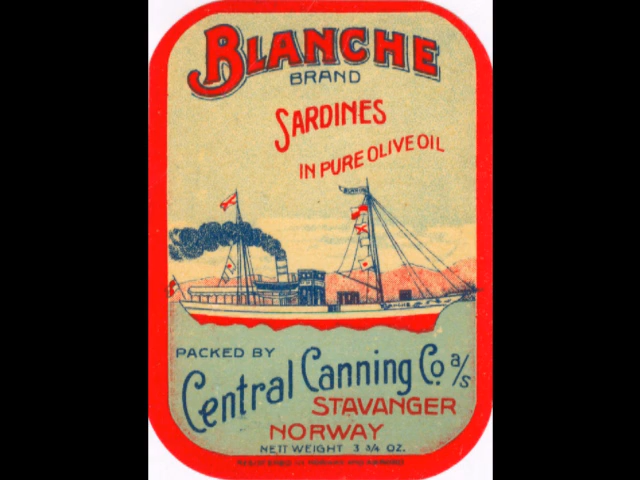 BLANCHE
BRAND
SARDINES
IN PURE OLIVE OIL
PACKED BY
Central Canning Co a/s
STAVANGER
NORWAY
NETT WEIGHT 3 3/4 OZ.